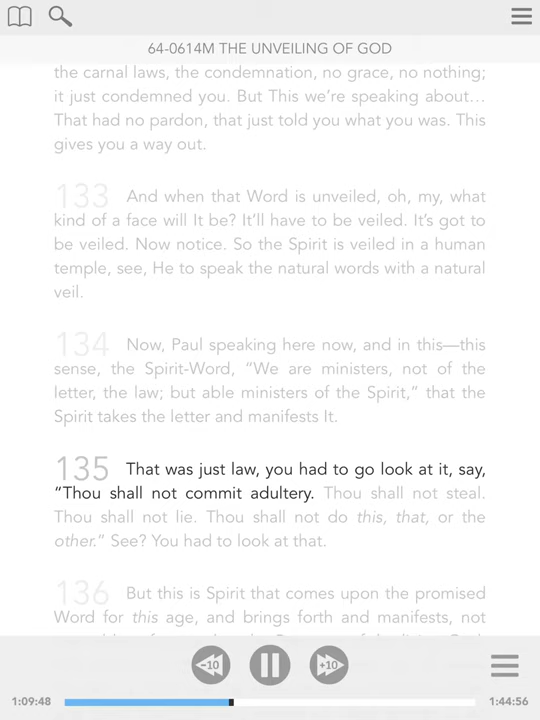 64-0614M THE UNVEILING OF GOD
the carnal laws, the condemnation, no grace, no nothing;
it just condemned you. But This we’re speaking about…
That had no pardon, that just told you what you was. This
gives you a way out.
133 And when that Word is unveiled, oh, my, what
kind of a face will It be? It’ll have to be veiled. It’s got to
be veiled. Now notice. So the Spirit is veiled in a human
temple, see, He to speak the natural words with a natural
veil.
134 Now, Paul speaking here now, and in this—this
sense, the Spirit-Word, “We are ministers, not of the
letter, the law; but able ministers of the Spirit,” that the
Spirit takes the letter and manifests It.
135 That was just law, you had to go look at it, say,
“Thou shall not commit adultery. Thou shall not steal.
Thou shall not lie. Thou shall not do this, that, or the
other.” See? You had to look at that.
136 But this is Spirit that comes upon the promised
Word for this age, and brings forth and manifests, not
-10
+10
1:09:48
1:44:56